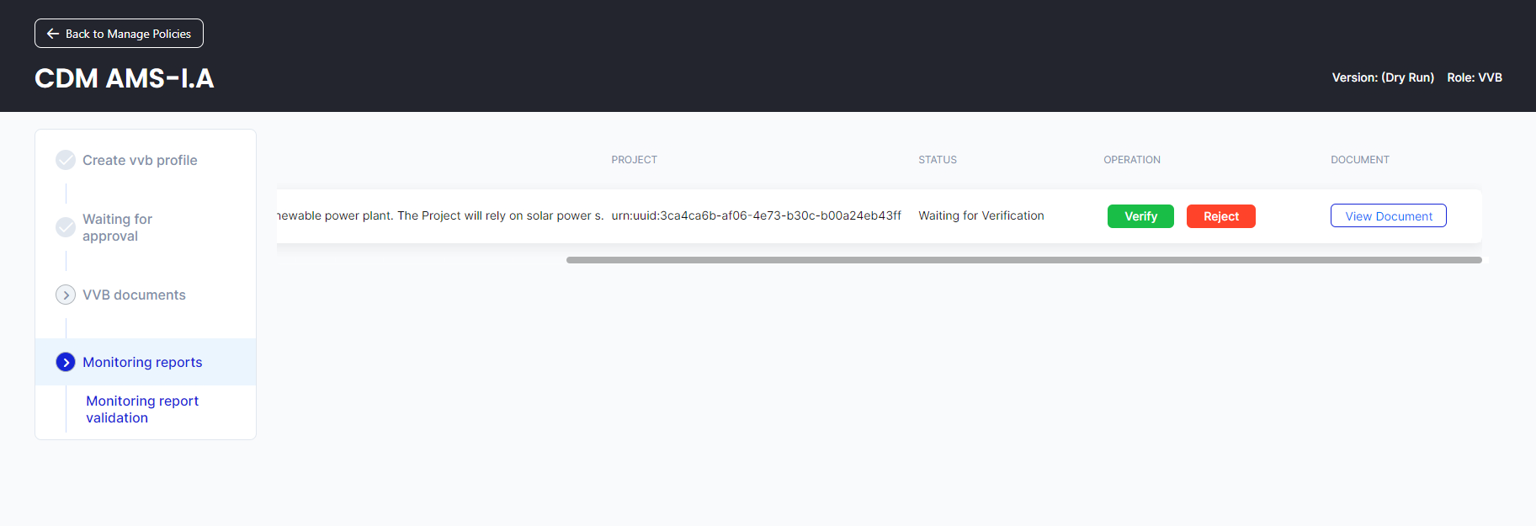 Back to Manage Policies
CDM AMS-I.A
Version: (Dry Run) Role: VVB
Create vvb profile
Waiting for
approval
VVB documents
Monitoring reports
Monitoring report
validation
PROJECT STATUS OPERATION DOCUMENT
power plant. The Project will rely on solar power s. urn:uuid:3ca4ca6b-af06-4e73-b30c-b00a24eb43ff Waiting for Verification Verify Reject View Document